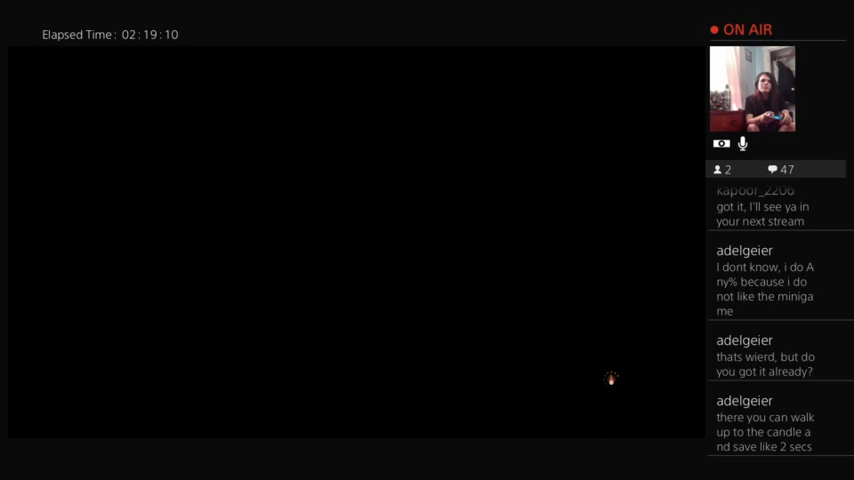 Elapsed Time: 02:19:10
ON AIR
2 47
kapoor_2206
got it, I'll see ya in
your next stream
adelgeier
I dont know, i do A
ny% because i do
not like the miniga
me
adelgeier
thats wierd, but do
you got it already?
adelgeier
there you can walk
up to the candle a
nd save like 2 secs